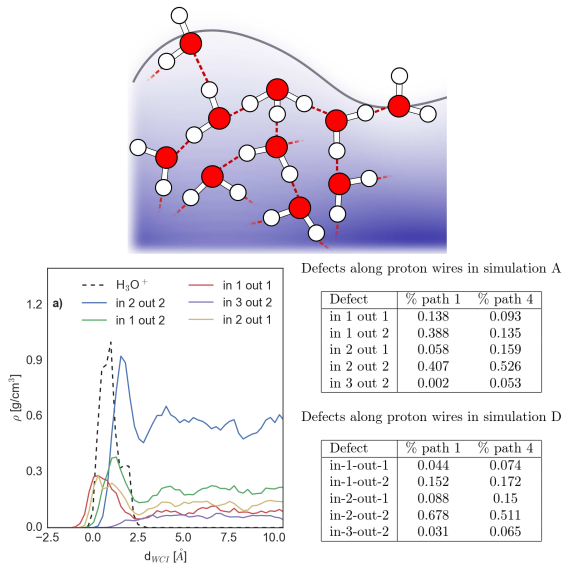 a)
H₃O⁺
in 2 out 2
in 1 out 2
in 1 out 1
in 3 out 2
in 2 out 1
ρ [g/cm³]
1.2
0.9
0.6
0.3
0.0
−2.5 0.0 2.5 5.0 7.5 10.0
d_WCI [Å]
Defects along proton wires in simulation A
Defect % path 1 % path 4
in 1 out 1 0.138 0.093
in 1 out 2 0.388 0.135
in 2 out 1 0.058 0.159
in 2 out 2 0.407 0.526
in 3 out 2 0.002 0.053
Defects along proton wires in simulation D
Defect % path 1 % path 4
in-1-out-1 0.044 0.074
in-1-out-2 0.152 0.172
in-2-out-1 0.088 0.15
in-2-out-2 0.678 0.511
in-3-out-2 0.031 0.065